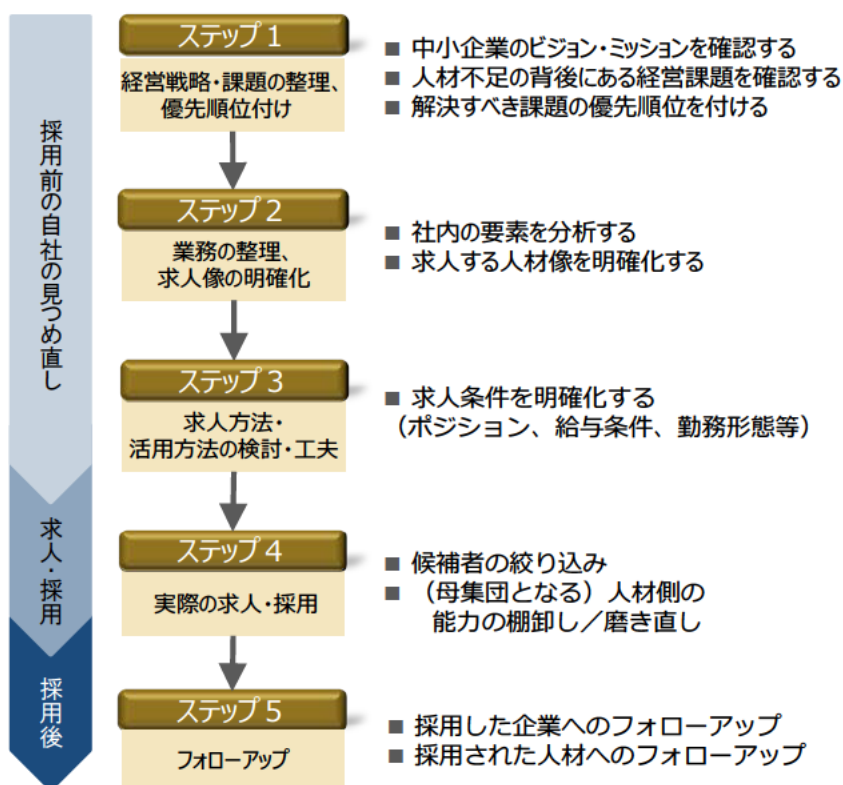 採用前の自社の見つめ直し
ステップ1
経営戦略・課題の整理、
優先順位付け
■ 中小企業のビジョン・ミッションを確認する
■ 人材不足の背後にある経営課題を確認する
■ 解決すべき課題の優先順位を付ける
ステップ2
業務の整理、
求人像の明確化
■ 社内の要素を分析する
■ 求人する人材像を明確化する
ステップ3
求人方法・
活用方法の検討・工夫
■ 求人条件を明確化する
（ポジション、給与条件、勤務形態等）
求人・採用
ステップ4
実際の求人・採用
■ 候補者の絞り込み
■ （母集団となる）人材側の
能力の棚卸し／磨き直し
採用後
ステップ5
フォローアップ
■ 採用した企業へのフォローアップ
■ 採用された人材へのフォローアップ